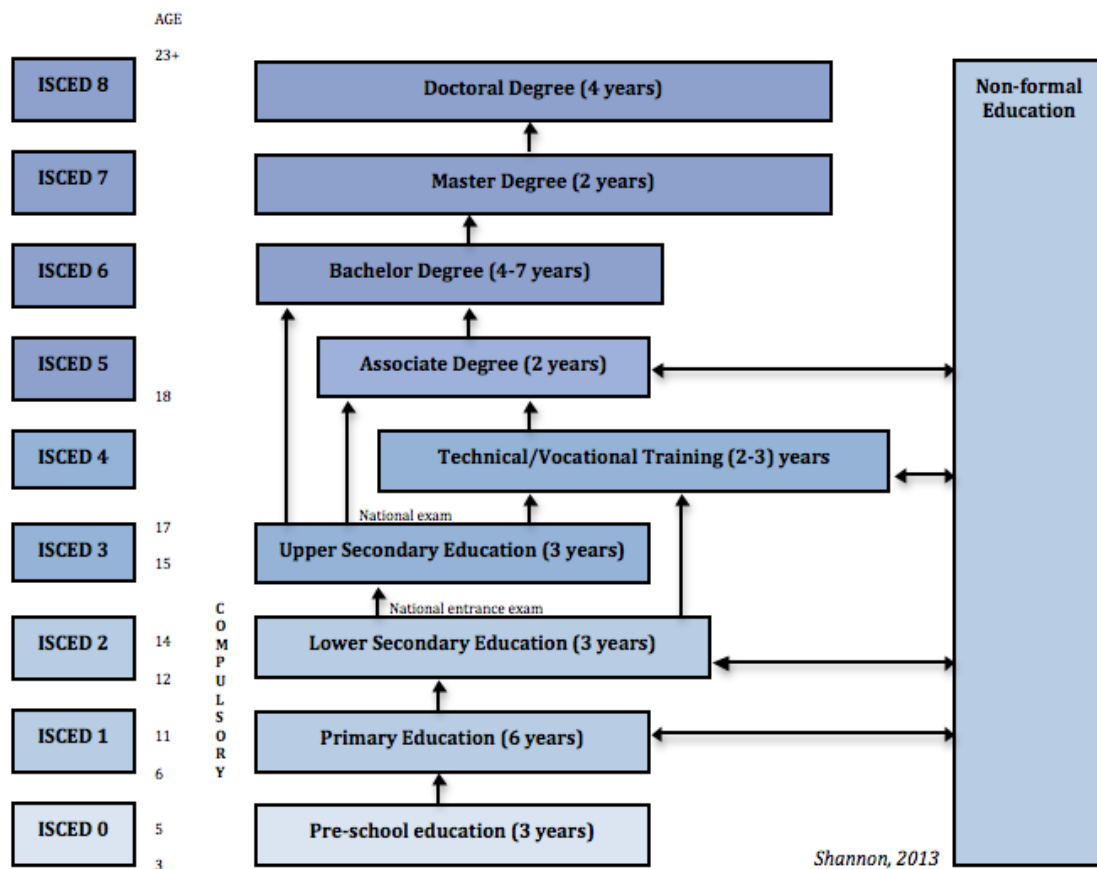 AGE
23+
ISCED 8
Doctoral Degree (4 years)
Non-formal
Education
ISCED 7
Master Degree (2 years)
ISCED 6
Bachelor Degree (4-7 years)
ISCED 5
Associate Degree (2 years)
18
ISCED 4
Technical/Vocational Training (2-3) years
National exam
17
ISCED 3
Upper Secondary Education (3 years)
15
National entrance exam
COMPULSORY
ISCED 2
14
Lower Secondary Education (3 years)
12
ISCED 1
11
Primary Education (6 years)
6
ISCED 0
5
Pre-school education (3 years)
3
Shannon, 2013